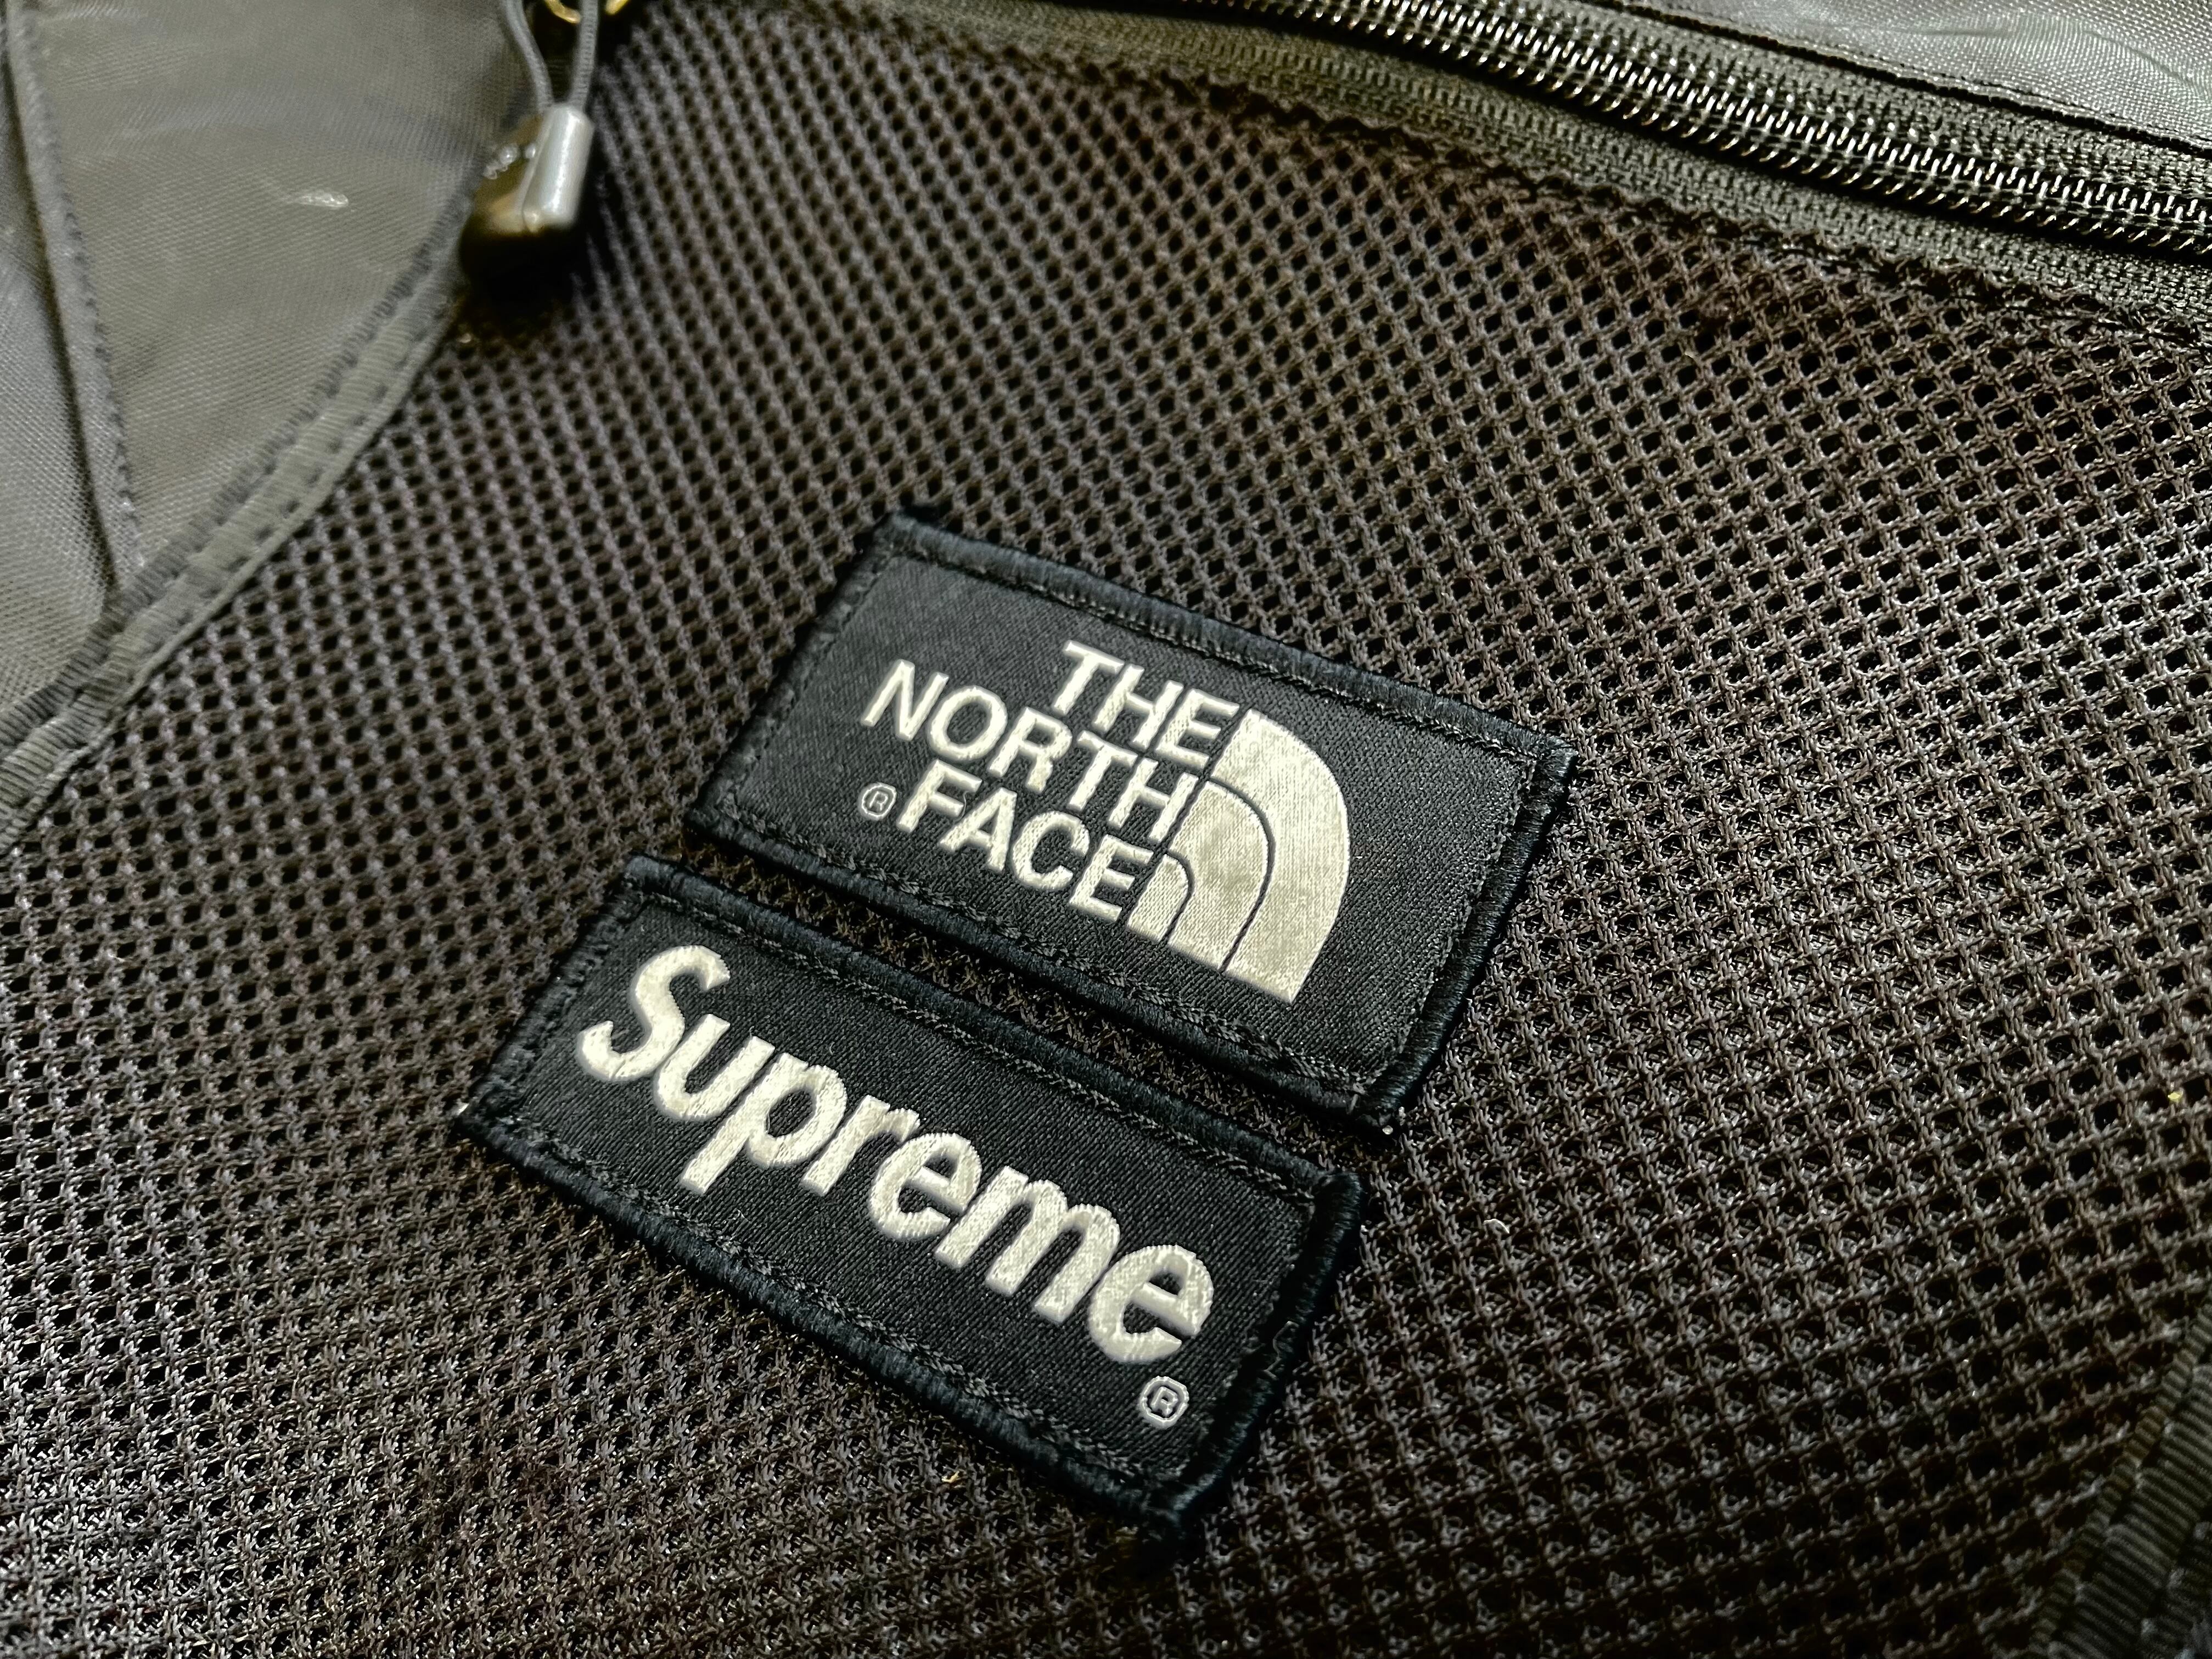 THE
NORTH
®FACE
Supreme
®